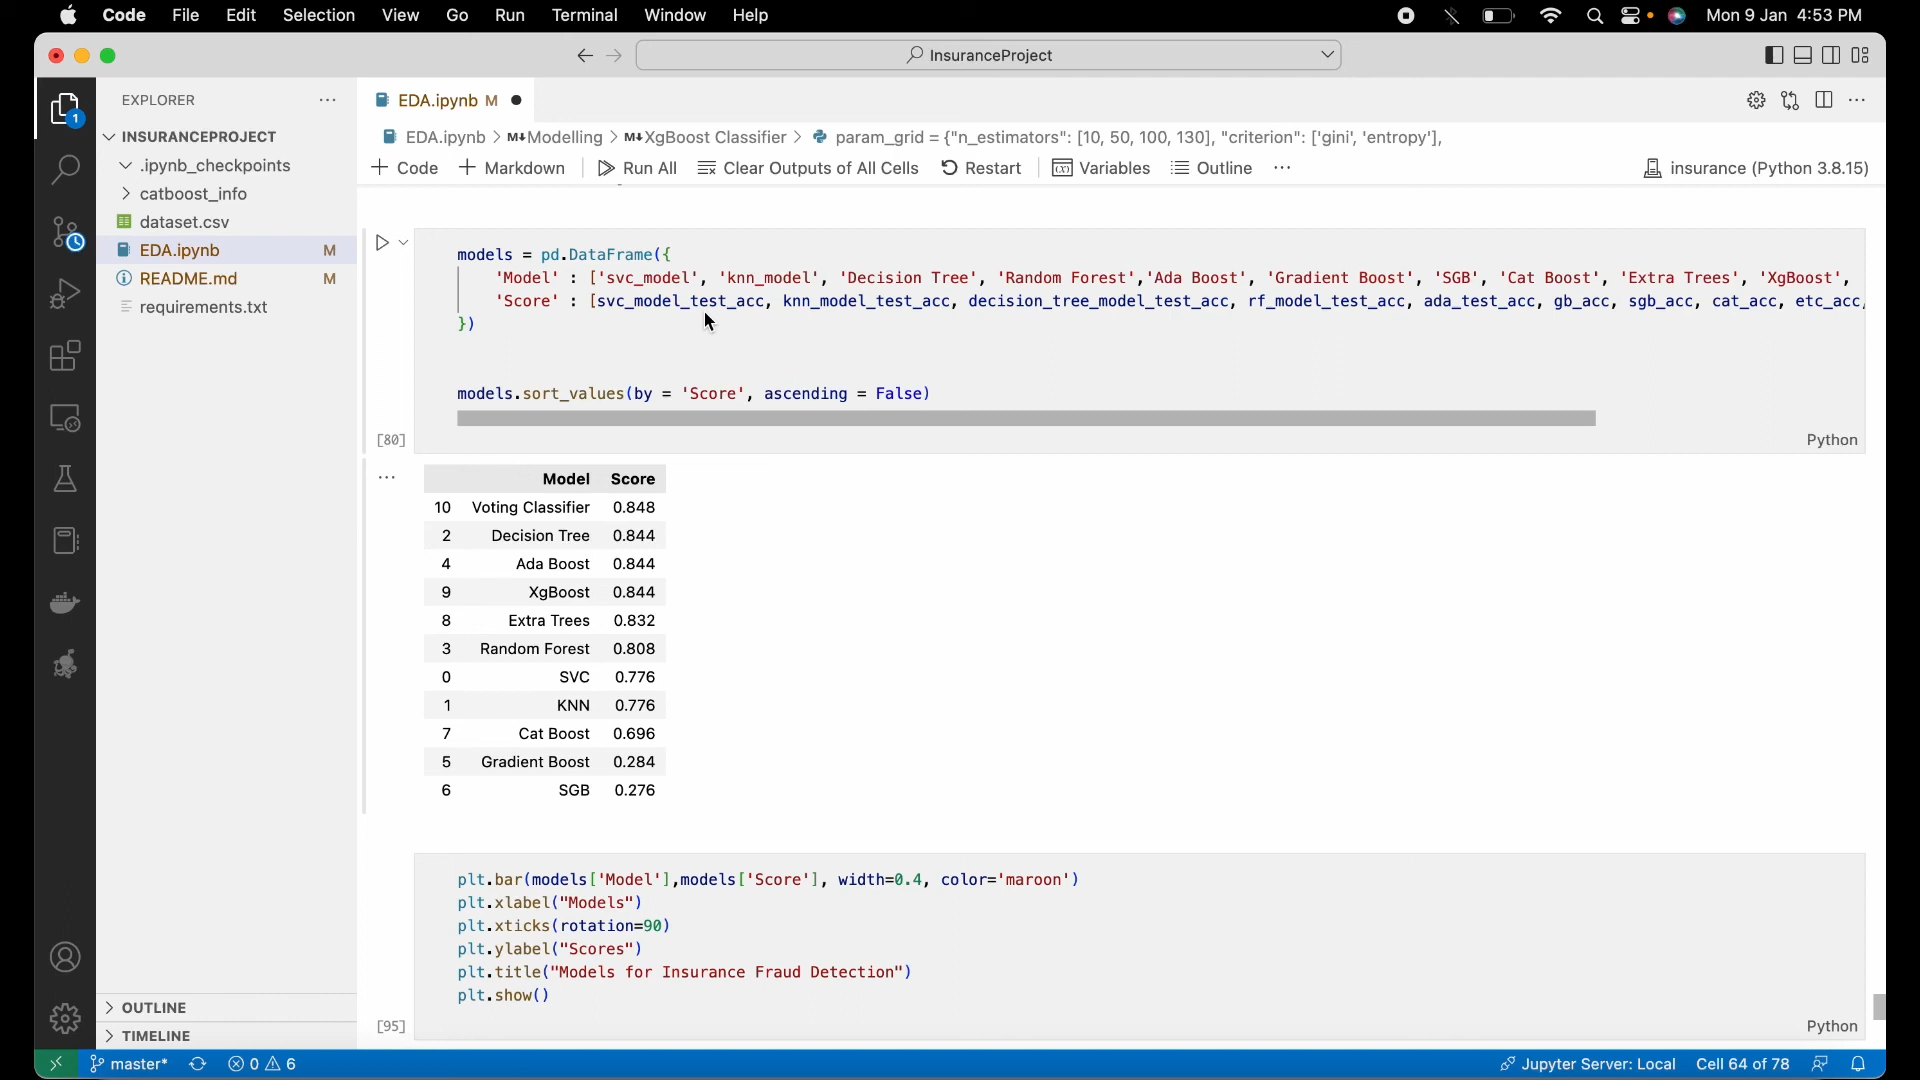 Code File Edit Selection View Go Run Terminal Window Help Mon 9 Jan 4:53 PM
InsuranceProject
EXPLORER
EDA.ipynb M
INSURANCEPROJECT
EDA.ipynb > M↓Modelling > M↓XgBoost Classifier > param_grid = {"n_estimators": [10, 50, 100, 130], "criterion": ['gini', 'entropy'],
.ipynb_checkpoints
+ Code + Markdown Run All Clear Outputs of All Cells Restart Variables Outline ··· insurance (Python 3.8.15)
catboost_info
dataset.csv
EDA.ipynb M
README.md M
requirements.txt
1
models = pd.DataFrame({
'Model' : ['svc_model', 'knn_model', 'Decision Tree', 'Random Forest','Ada Boost', 'Gradient Boost', 'SGB', 'Cat Boost', 'Extra Trees', 'XgBoost',
'Score' : [svc_model_test_acc, knn_model_test_acc, decision_tree_model_test_acc, rf_model_test_acc, ada_test_acc, gb_acc, sgb_acc, cat_acc, etc_acc,
})
models.sort_values(by = 'Score', ascending = False)
[80] Python
Model Score
10 Voting Classifier 0.848
2 Decision Tree 0.844
4 Ada Boost 0.844
9 XgBoost 0.844
8 Extra Trees 0.832
3 Random Forest 0.808
0 SVC 0.776
1 KNN 0.776
7 Cat Boost 0.696
5 Gradient Boost 0.284
6 SGB 0.276
plt.bar(models['Model'],models['Score'], width=0.4, color='maroon')
plt.xlabel("Models")
plt.xticks(rotation=90)
plt.ylabel("Scores")
plt.title("Models for Insurance Fraud Detection")
plt.show()
[95] Python
OUTLINE
TIMELINE
master* 0 6 Jupyter Server: Local Cell 64 of 78